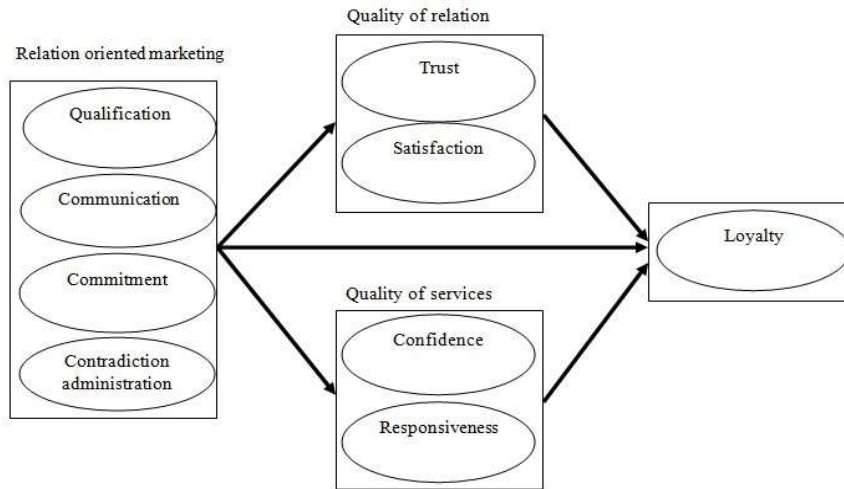 Relation oriented marketing
Qualification
Communication
Commitment
Contradiction
administration
Quality of relation
Trust
Satisfaction
Quality of services
Confidence
Responsiveness
Loyalty